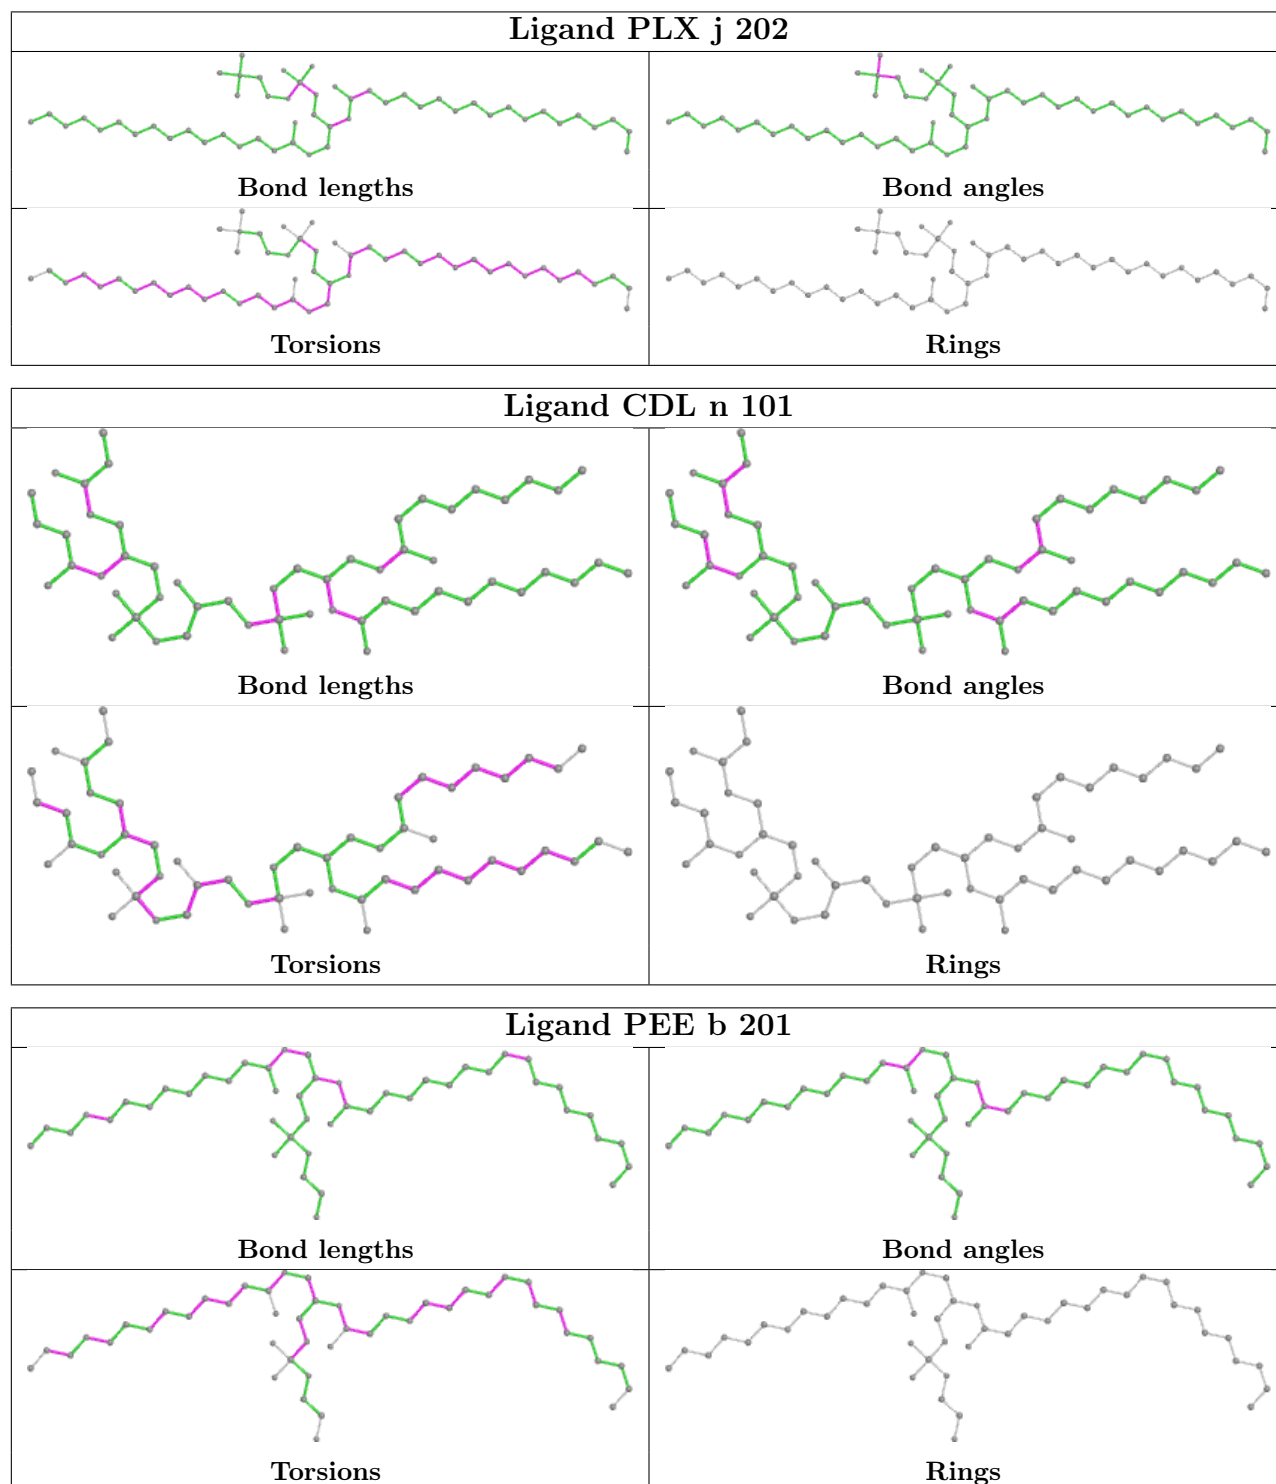 Ligand PLX j 202
Bond lengths
Bond angles
Torsions
Rings
Ligand CDL n 101
Bond lengths
Bond angles
Torsions
Rings
Ligand PEE b 201
Bond lengths
Bond angles
Torsions
Rings